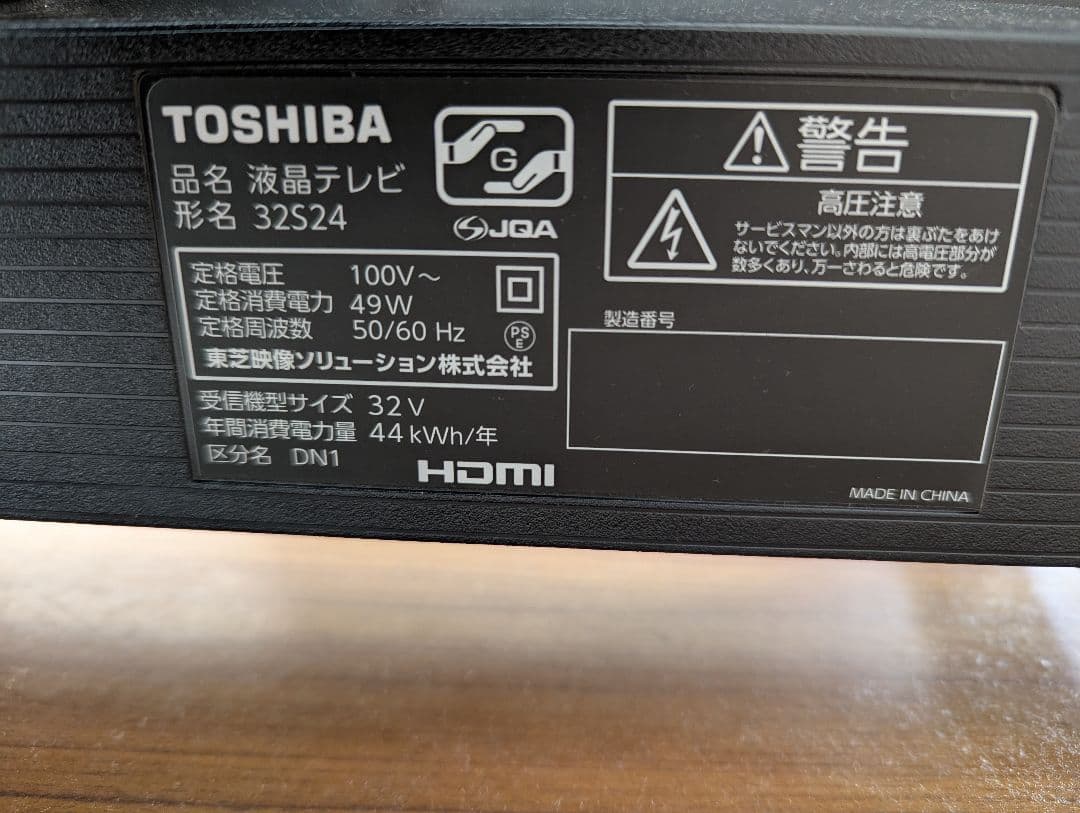 TOSHIBA
品名 液晶テレビ
形名 32S24
G
JQA
定格電圧 100V～
定格消費電力 49W
定格周波数 50/60 Hz
PS
E
東芝映像ソリューション株式会社
受信機型サイズ 32V
年間消費電力量 44kWh/年
区分名 DN1
HDMI
警告
高圧注意
サービスマン以外の方は裏ぶたをあけ
ないでください。内部には高電圧部分が
数多くあり、万一さわると危険です。
製造番号
MADE IN CHINA